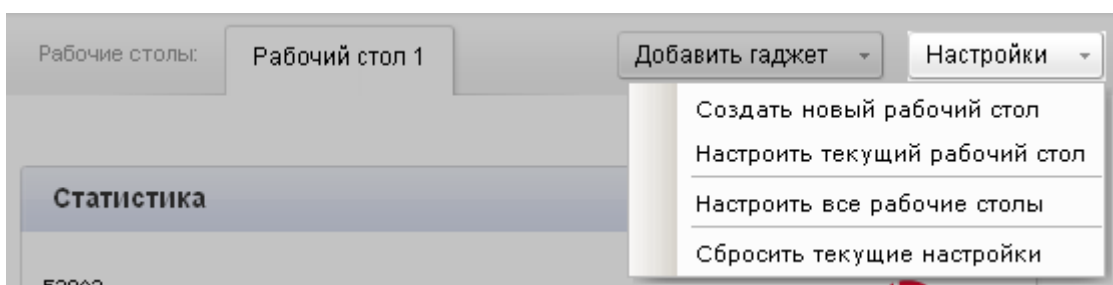 Рабочие столы: Рабочий стол 1 Добавить гаджет Настройки
Создать новый рабочий стол
Настроить текущий рабочий стол
Статистика
Настроить все рабочие столы
Сбросить текущие настройки